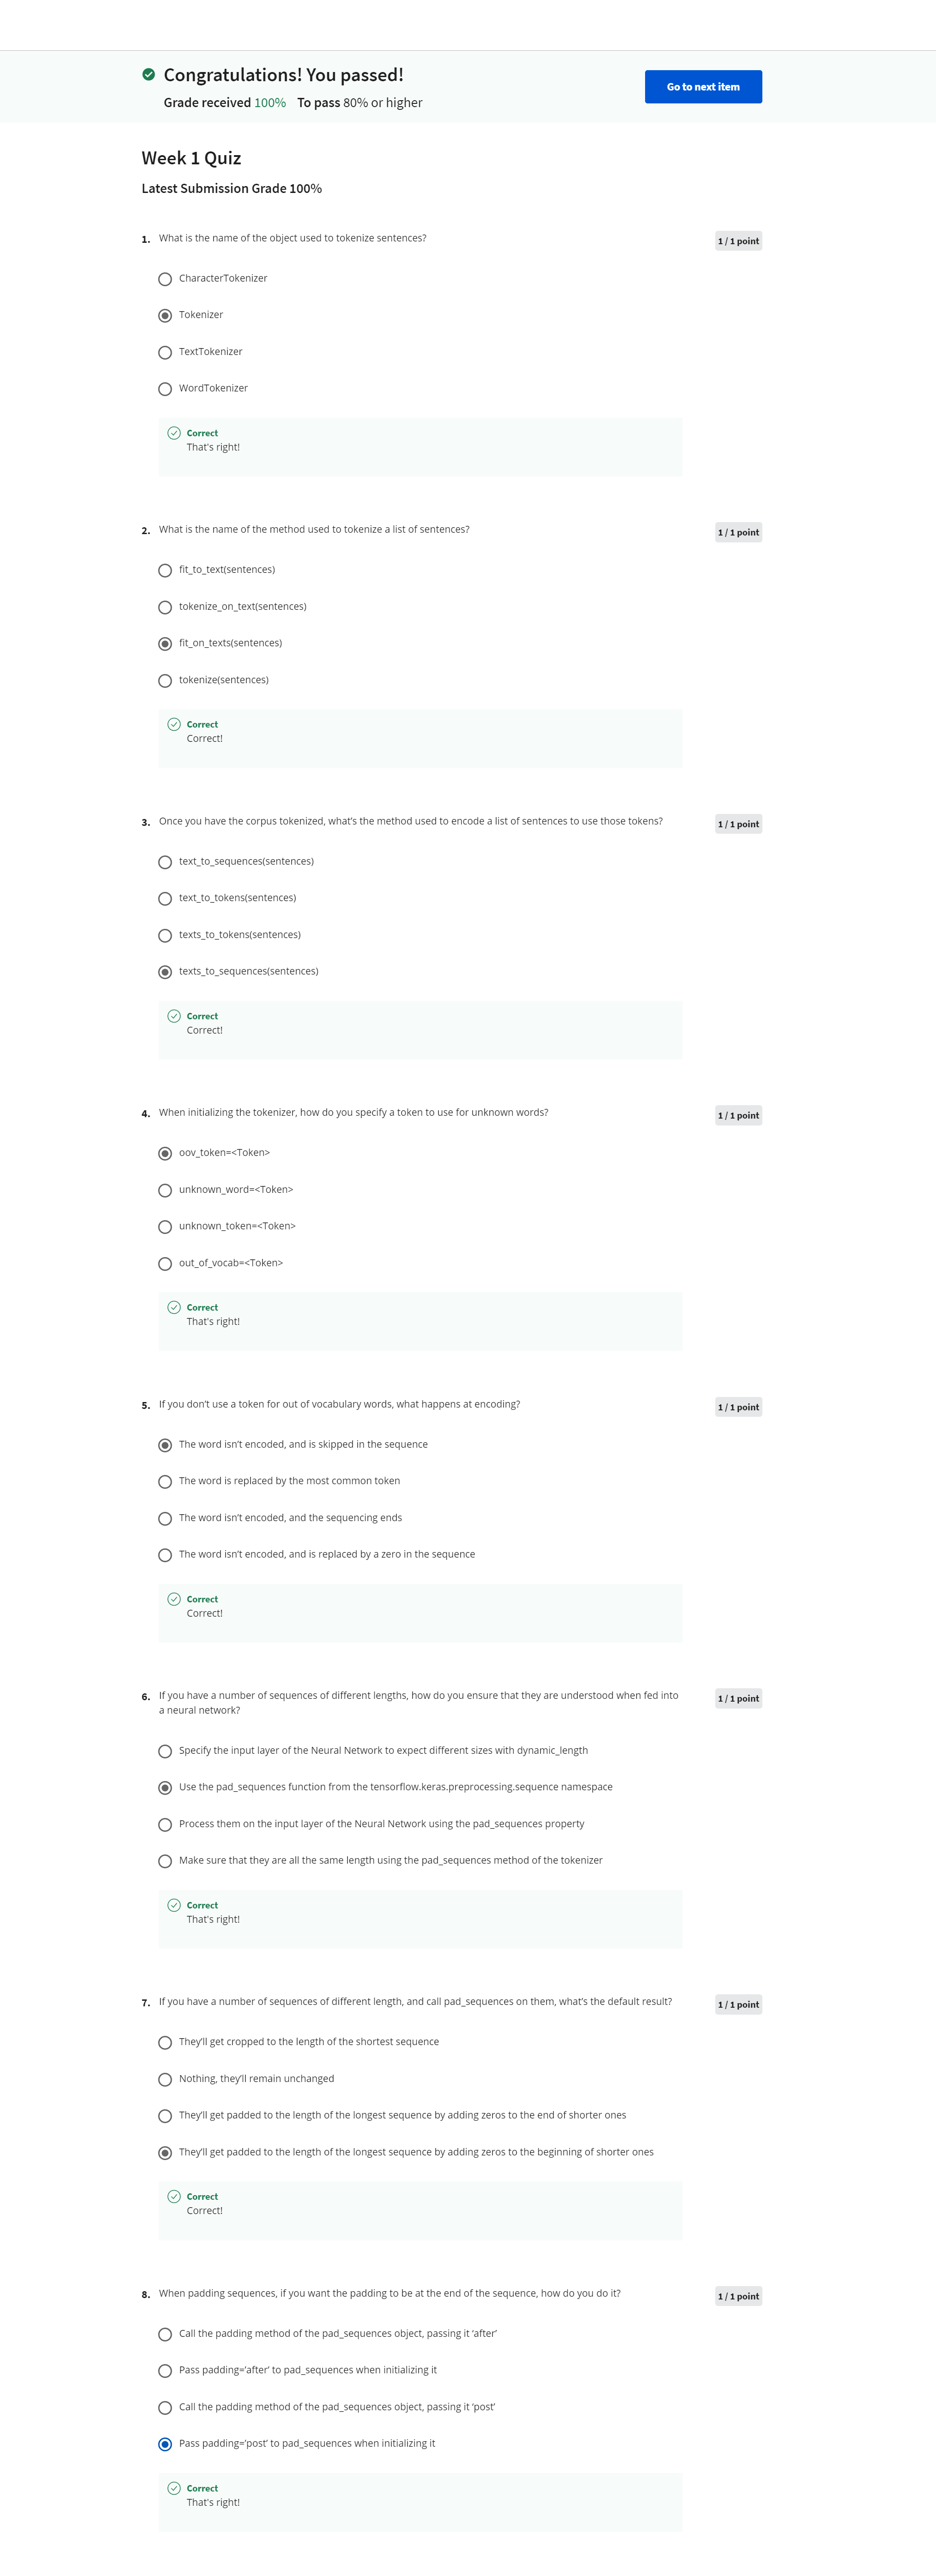 Congratulations! You passed!
Grade received 100% To pass 80% or higher
Go to next item
Week 1 Quiz
Latest Submission Grade 100%
1. What is the name of the object used to tokenize sentences?
1 / 1 point
CharacterTokenizer
Tokenizer
TextTokenizer
WordTokenizer
Correct
That's right!
2. What is the name of the method used to tokenize a list of sentences?
1 / 1 point
fit_to_text(sentences)
tokenize_on_text(sentences)
fit_on_texts(sentences)
tokenize(sentences)
Correct
Correct!
3. Once you have the corpus tokenized, what's the method used to encode a list of sentences to use those tokens?
1 / 1 point
text_to_sequences(sentences)
text_to_tokens(sentences)
texts_to_tokens(sentences)
texts_to_sequences(sentences)
Correct
Correct!
4. When initializing the tokenizer, how do you specify a token to use for unknown words?
1 / 1 point
oov_token=<Token>
unknown_word=<Token>
unknown_token=<Token>
out_of_vocab=<Token>
Correct
That's right!
5. If you don't use a token for out of vocabulary words, what happens at encoding?
1 / 1 point
The word isn't encoded, and is skipped in the sequence
The word is replaced by the most common token
The word isn't encoded, and the sequencing ends
The word isn't encoded, and is replaced by a zero in the sequence
Correct
Correct!
6. If you have a number of sequences of different lengths, how do you ensure that they are understood when fed into
a neural network?
1 / 1 point
Specify the input layer of the Neural Network to expect different sizes with dynamic_length
Use the pad_sequences function from the tensorflow.keras.preprocessing.sequence namespace
Process them on the input layer of the Neural Network using the pad_sequences property
Make sure that they are all the same length using the pad_sequences method of the tokenizer
Correct
That's right!
7. If you have a number of sequences of different length, and call pad_sequences on them, what's the default result?
1 / 1 point
They'll get cropped to the length of the shortest sequence
Nothing, they'll remain unchanged
They'll get padded to the length of the longest sequence by adding zeros to the end of shorter ones
They'll get padded to the length of the longest sequence by adding zeros to the beginning of shorter ones
Correct
Correct!
8. When padding sequences, if you want the padding to be at the end of the sequence, how do you do it?
1 / 1 point
Call the padding method of the pad_sequences object, passing it 'after'
Pass padding='after' to pad_sequences when initializing it
Call the padding method of the pad_sequences object, passing it 'post'
Pass padding='post' to pad_sequences when initializing it
Correct
That's right!